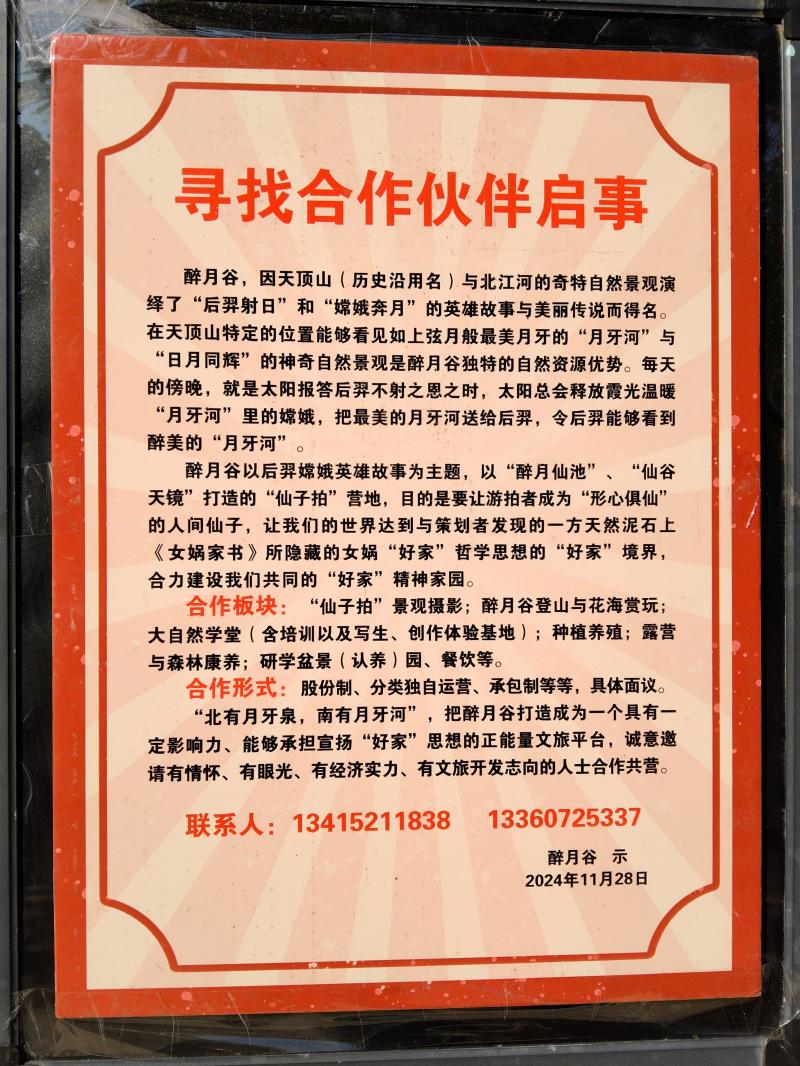 寻找合作伙伴启事
醉月谷，因天顶山（历史沿用名）与北江河的奇特自然景观演
绎了“后羿射日”和“嫦娥奔月”的英雄故事与美丽传说而得名。
在天顶山特定的位置能够看见如上弦月般最美月牙的“月牙河”与
“日月同辉”的神奇自然景观是醉月谷独特的自然资源优势。每天
的傍晚，就是太阳报答后羿不射之恩之时，太阳总会释放霞光温暖
“月牙河”里的嫦娥，把最美的月牙河送给后羿，令后羿能够看到
醉美的“月牙河”。
醉月谷以后羿嫦娥英雄故事为主题，以“醉月仙池”、“仙谷
天镜”打造的“仙子拍”营地，目的是要让游拍者成为“形心俱仙”
的人间仙子，让我们的世界达到与策划者发现的一方天然泥石上
《女娲家书》所隐藏的女娲“好家”哲学思想的“好家”境界，
合力建设我们共同的“好家”精神家园。
合作板块：“仙子拍”景观摄影；醉月谷登山与花海赏玩；
大自然学堂（含培训以及写生、创作体验基地）；种植养殖；露营
与森林康养；研学盆景（认养）园、餐饮等。
合作形式：股份制、分类独自运营、承包制等等，具体面议。
“北有月牙泉，南有月牙河”，把醉月谷打造成为一个具有一
定影响力、能够承担宣扬“好家”思想的正能量文旅平台，诚意邀
请有情怀、有眼光、有经济实力、有文旅开发志向的人士合作共营。
联系人：13415211838 13360725337
醉月谷 示
2024年11月28日